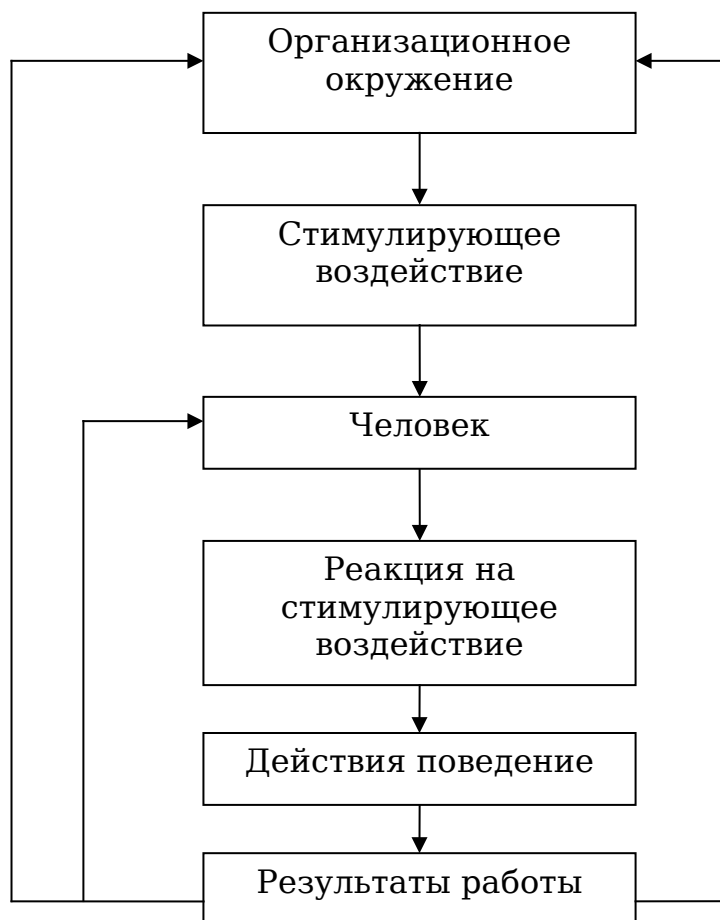 Организационное
окружение
Стимулирующее
воздействие
Человек
Реакция на
стимулирующее
воздействие
Действия поведение
Результаты работы